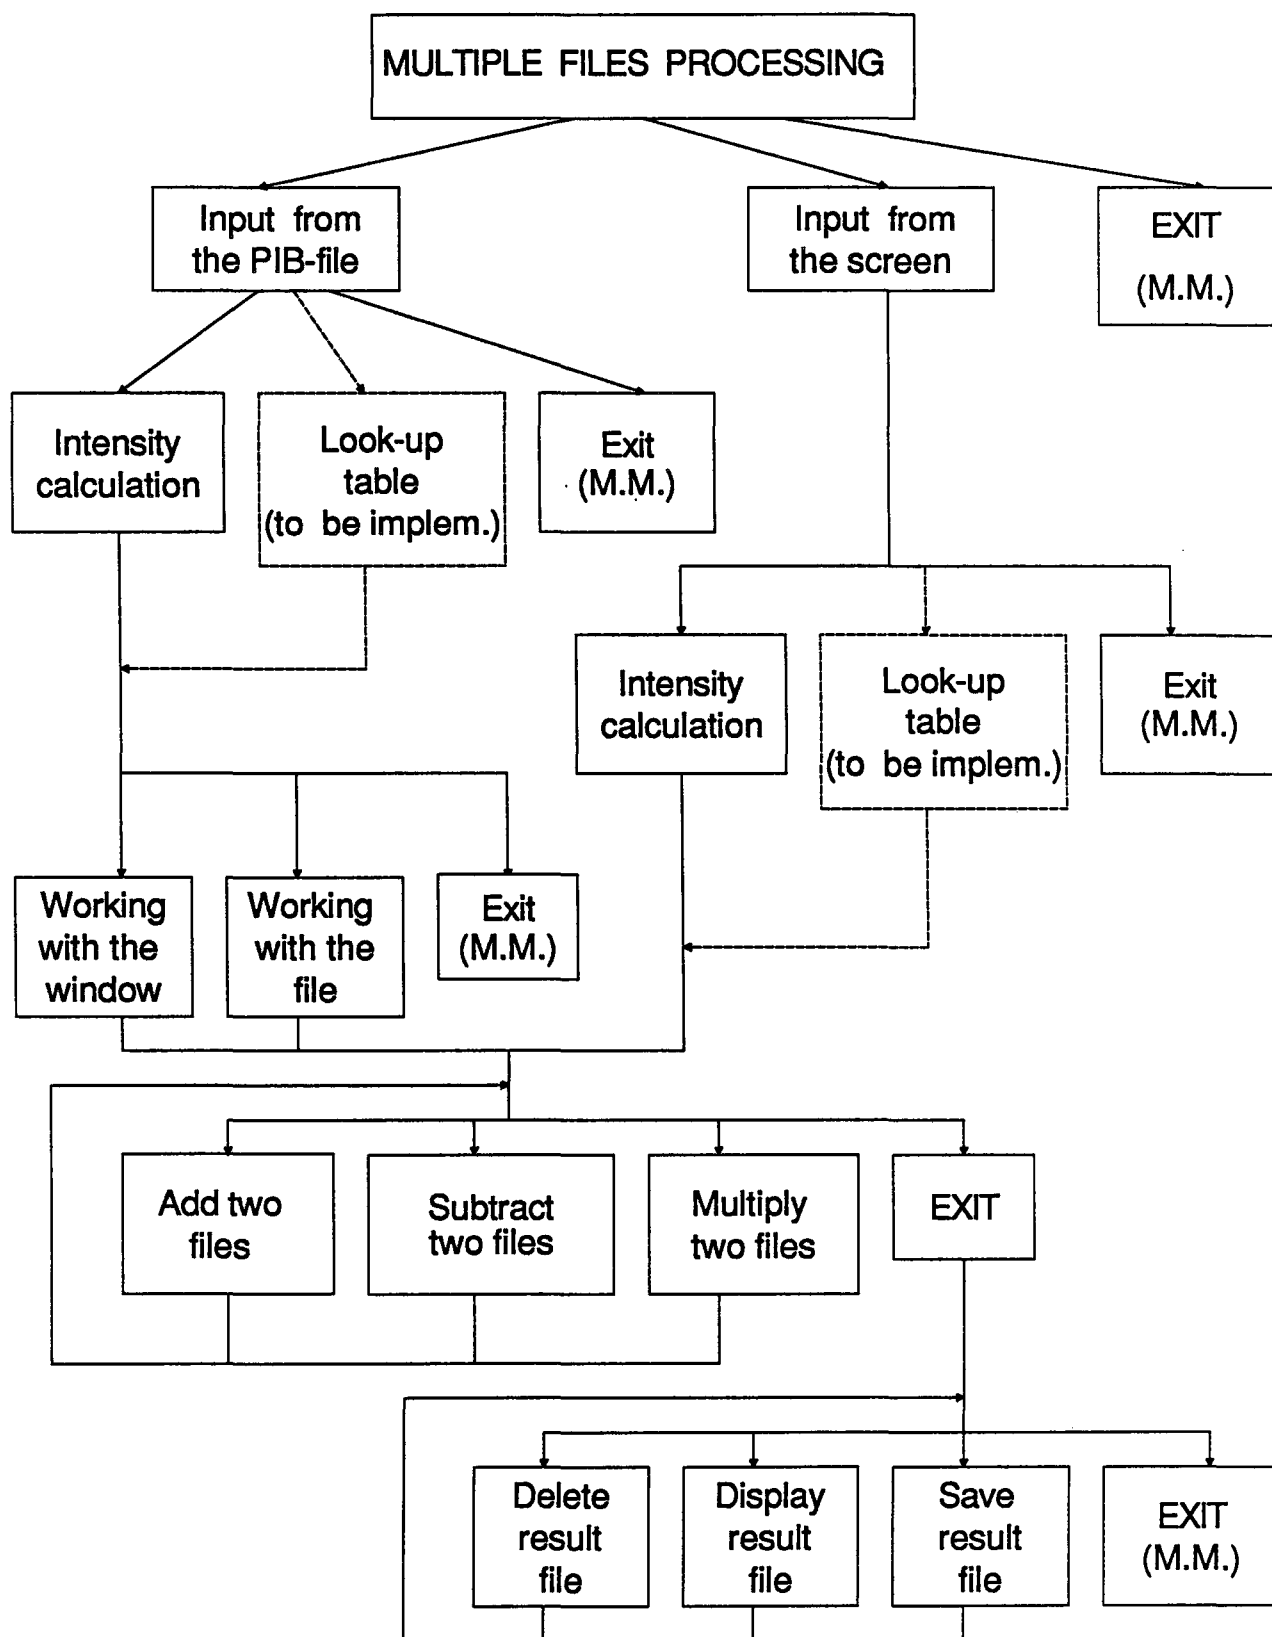 MULTIPLE FILES PROCESSING
Input from
the PIB-file
Input from
the screen
EXIT
(M.M.)
Intensity
calculation
Look-up
table
(to be implem.)
Exit
(M.M.)
Intensity
calculation
Look-up
table
(to be implem.)
Exit
(M.M.)
Working
with the
window
Working
with the
file
Exit
(M.M.)
Add two
files
Subtract
two files
Multiply
two files
EXIT
Delete
result
file
Display
result
file
Save
result
file
EXIT
(M.M.)